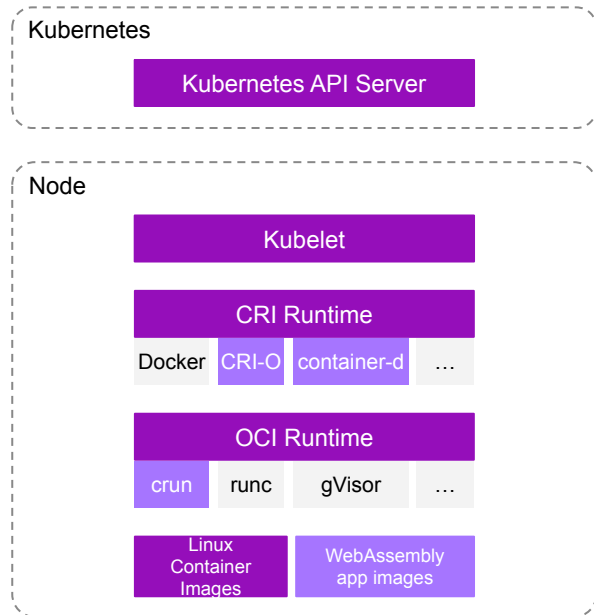 Kubernetes
Kubernetes API Server
Node
Kubelet
CRI Runtime
Docker CRI-O container-d …
OCI Runtime
crun runc gVisor …
Linux
Container
Images
WebAssembly
app images